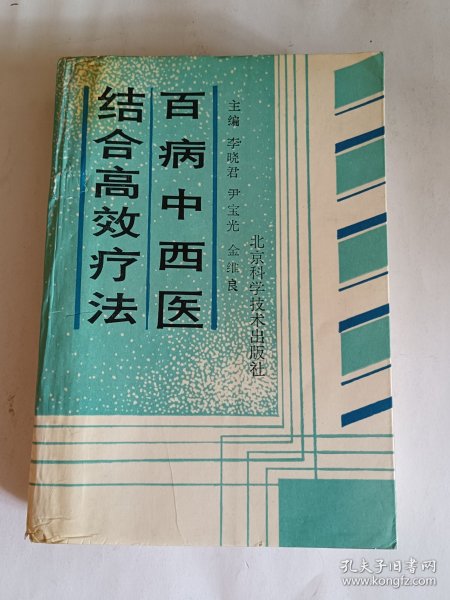 百病中西医
结合高效疗法
主编 李晓君 尹宝光 金维良
北京科学技术出版社
孔夫子旧书网
www.kongfz.com